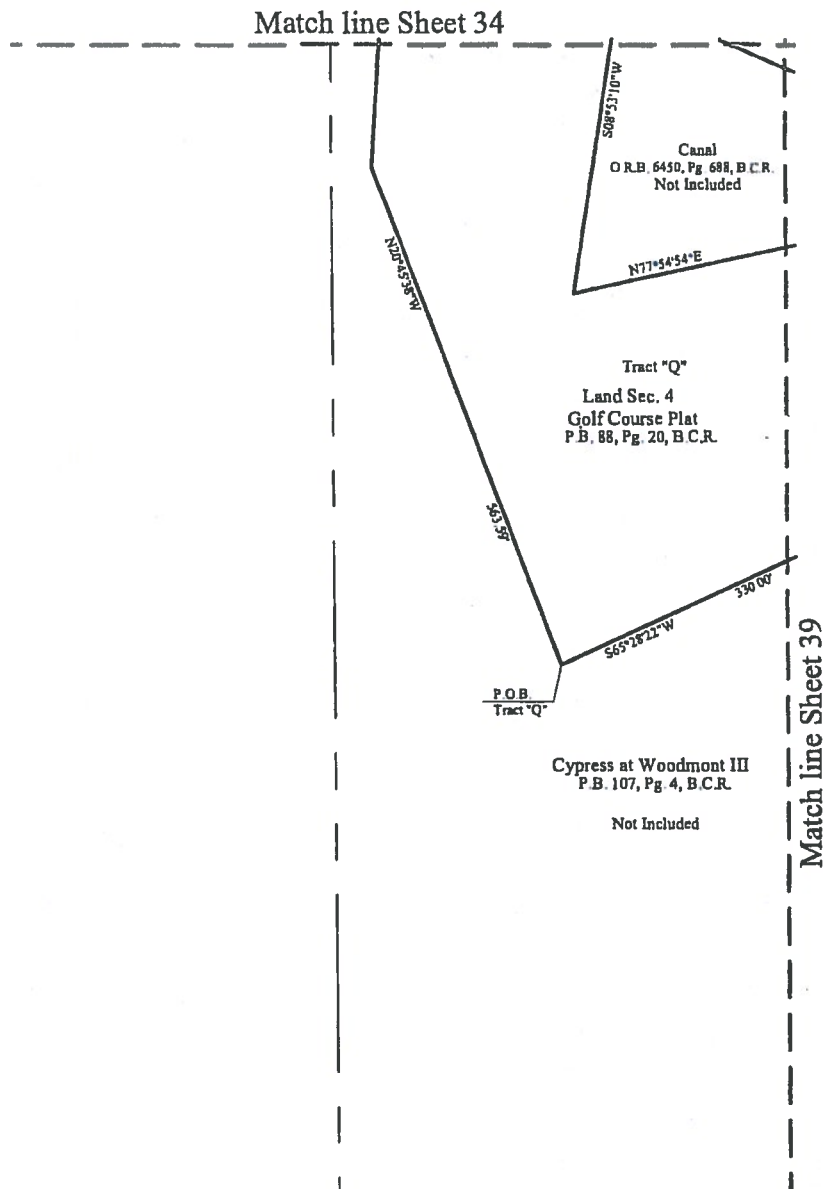 Match line Sheet 34
S08°53'10"W
Canal
O.R.B. 6450, Pg 688, B.C.R.
Not Included
N20°45'38"W
N77°54'54"E
Tract "Q"
Land Sec. 4
Golf Course Plat
P.B. 88, Pg. 20, B.C.R.
563.59'
330.00'
S65°28'22"W
P.O.B.
Tract "Q"
Match line Sheet 39
Cypress at Woodmont III
P.B. 107, Pg. 4, B.C.R.
Not Included